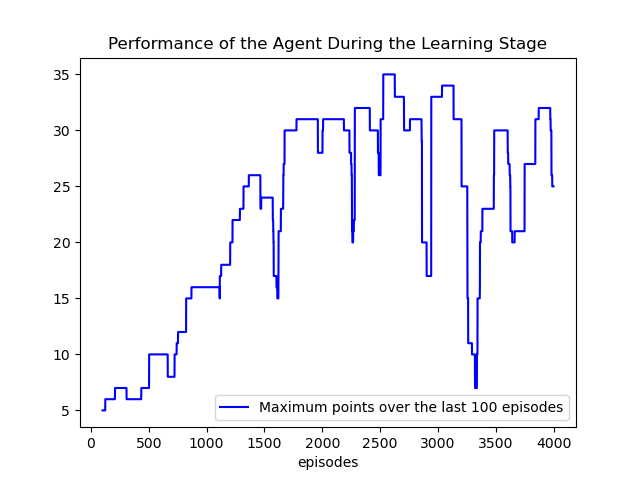 Performance of the Agent During the Learning Stage
35
30
25
20
15
10
5
Maximum points over the last 100 episodes
0 500 1000 1500 2000 2500 3000 3500 4000
episodes